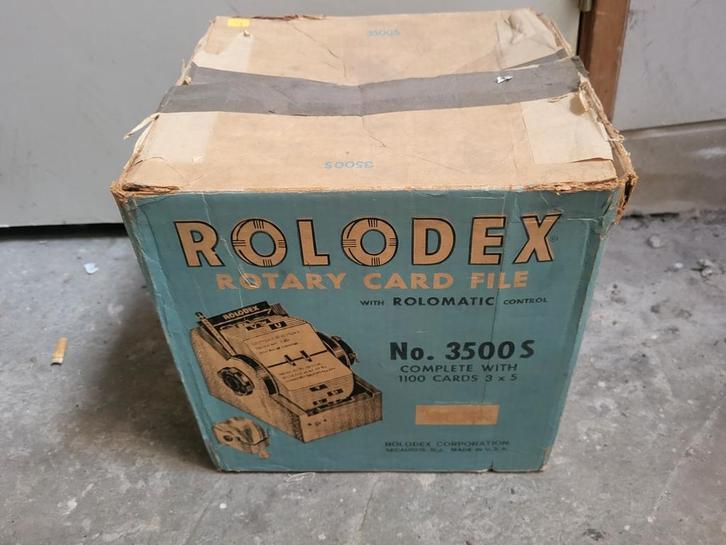 3500S
3500S
ROLODEX
ROTARY CARD FILE
WITH ROLOMATIC CONTROL
ROLODEX
No. 3500 S
COMPLETE WITH
1100 CARDS 3 x 5
ROLODEX CORPORATION
SECAUCUS, N.J. MADE IN U.S.A.